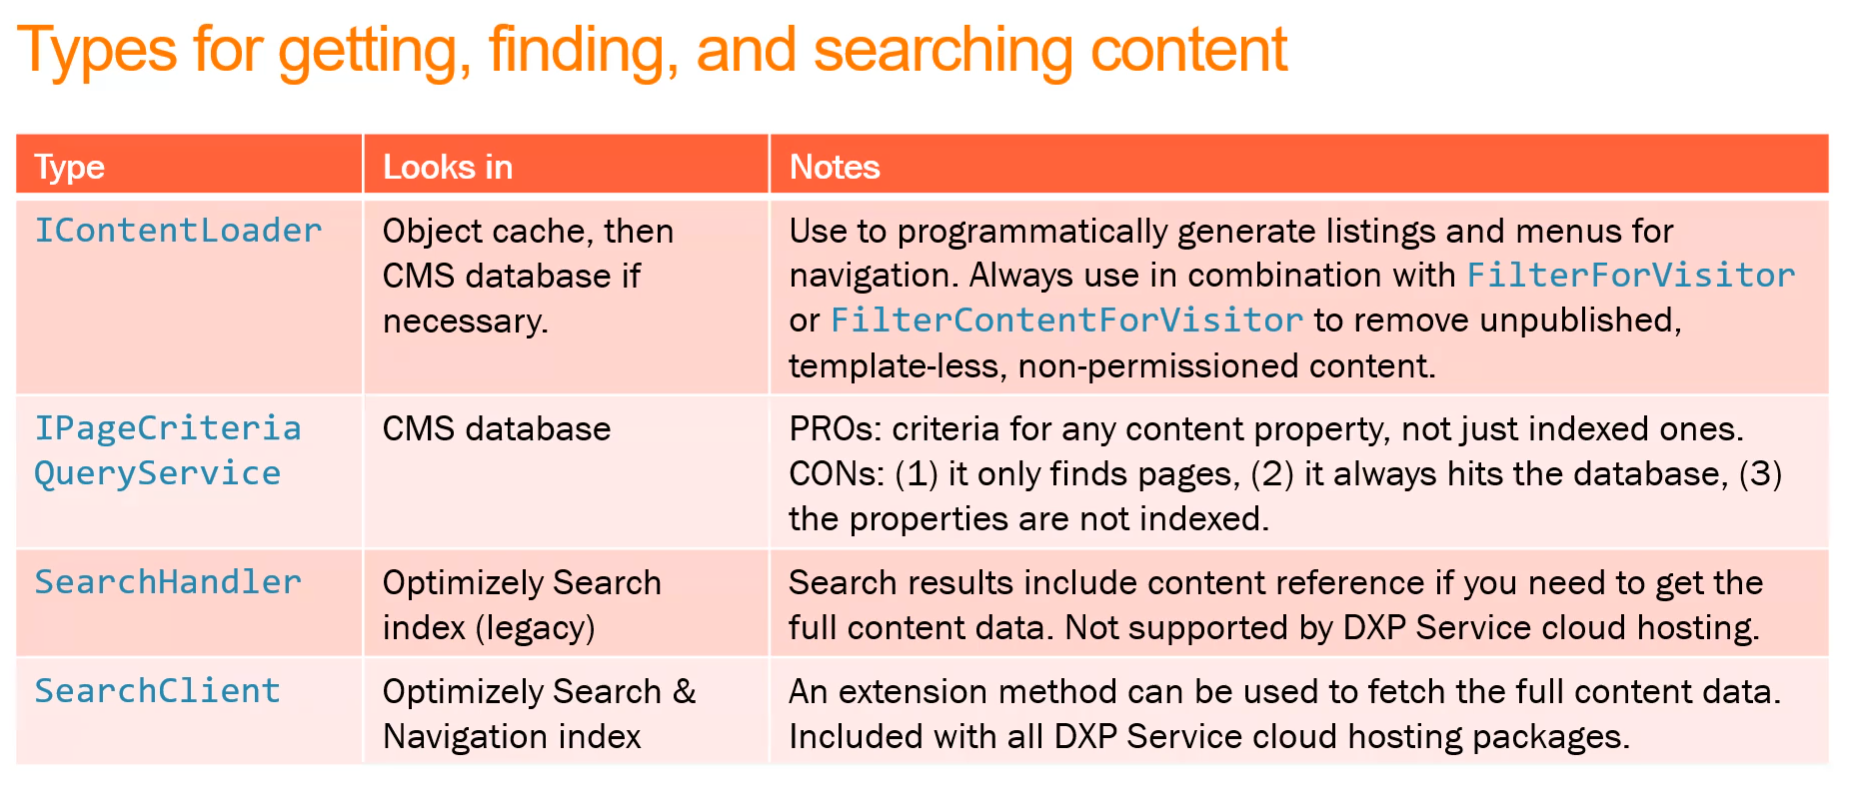 Types for getting, finding, and searching content
Type
Looks in
Notes
IContentLoader
Object cache, then
CMS database if
necessary.
Use to programmatically generate listings and menus for
navigation. Always use in combination with FilterForVisitor
or FilterContentForVisitor to remove unpublished,
template-less, non-permissioned content.
IPageCriteria
QueryService
CMS database
PROs: criteria for any content property, not just indexed ones.
CONs: (1) it only finds pages, (2) it always hits the database, (3)
the properties are not indexed.
SearchHandler
Optimizely Search
index (legacy)
Search results include content reference if you need to get the
full content data. Not supported by DXP Service cloud hosting.
SearchClient
Optimizely Search &
Navigation index
An extension method can be used to fetch the full content data.
Included with all DXP Service cloud hosting packages.